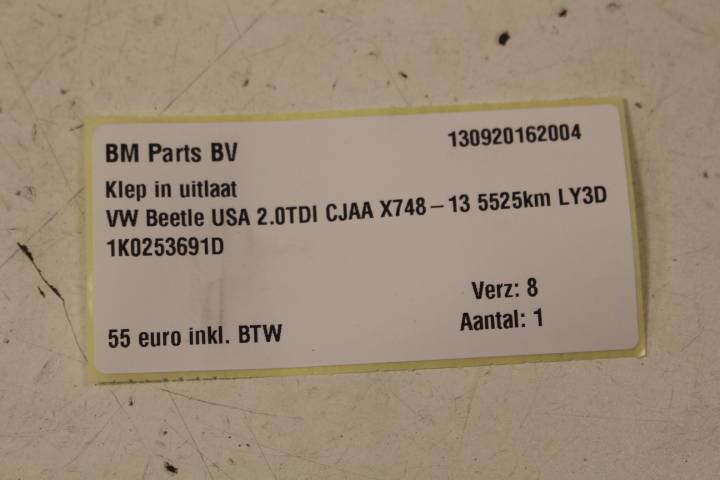 BM Parts BV 130920162004
Klep in uitlaat
VW Beetle USA 2.0TDI CJAA X748-13 5525km LY3D
1K0253691D
Verz: 8
55 euro inkl. BTW Aantal: 1